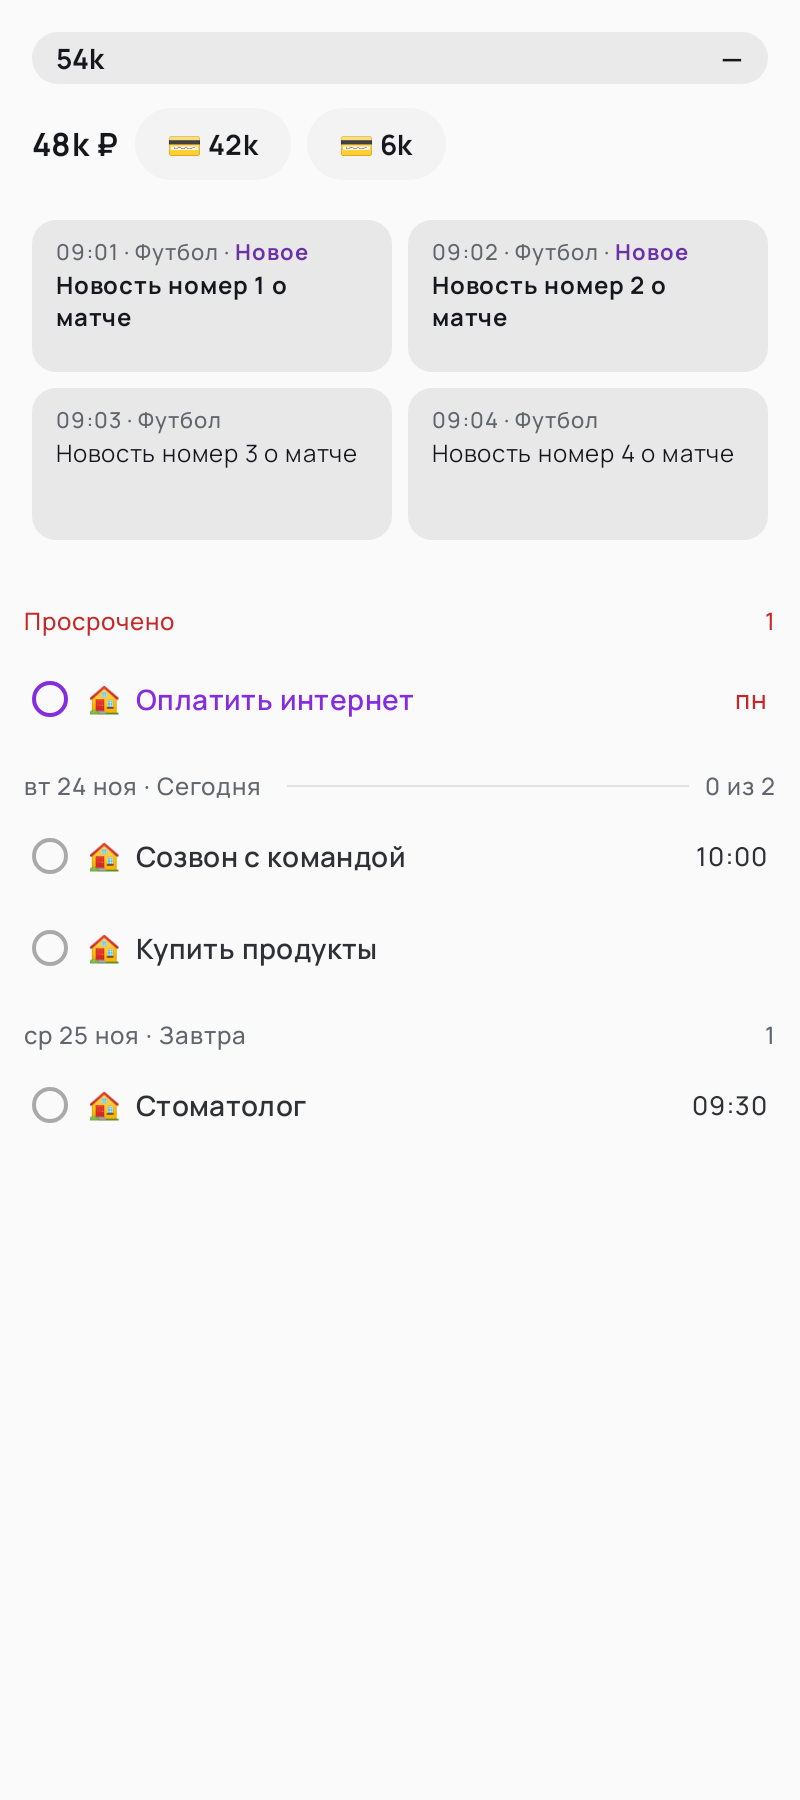 54k –
48k ₽ 42k 6k
09:01 · Футбол · Новое
Новость номер 1 о
матче
09:02 · Футбол · Новое
Новость номер 2 о
матче
09:03 · Футбол
Новость номер 3 о матче
09:04 · Футбол
Новость номер 4 о матче
Просрочено 1
Оплатить интернет пн
вт 24 ноя · Сегодня 0 из 2
Созвон с командой 10:00
Купить продукты
ср 25 ноя · Завтра 1
Стоматолог 09:30